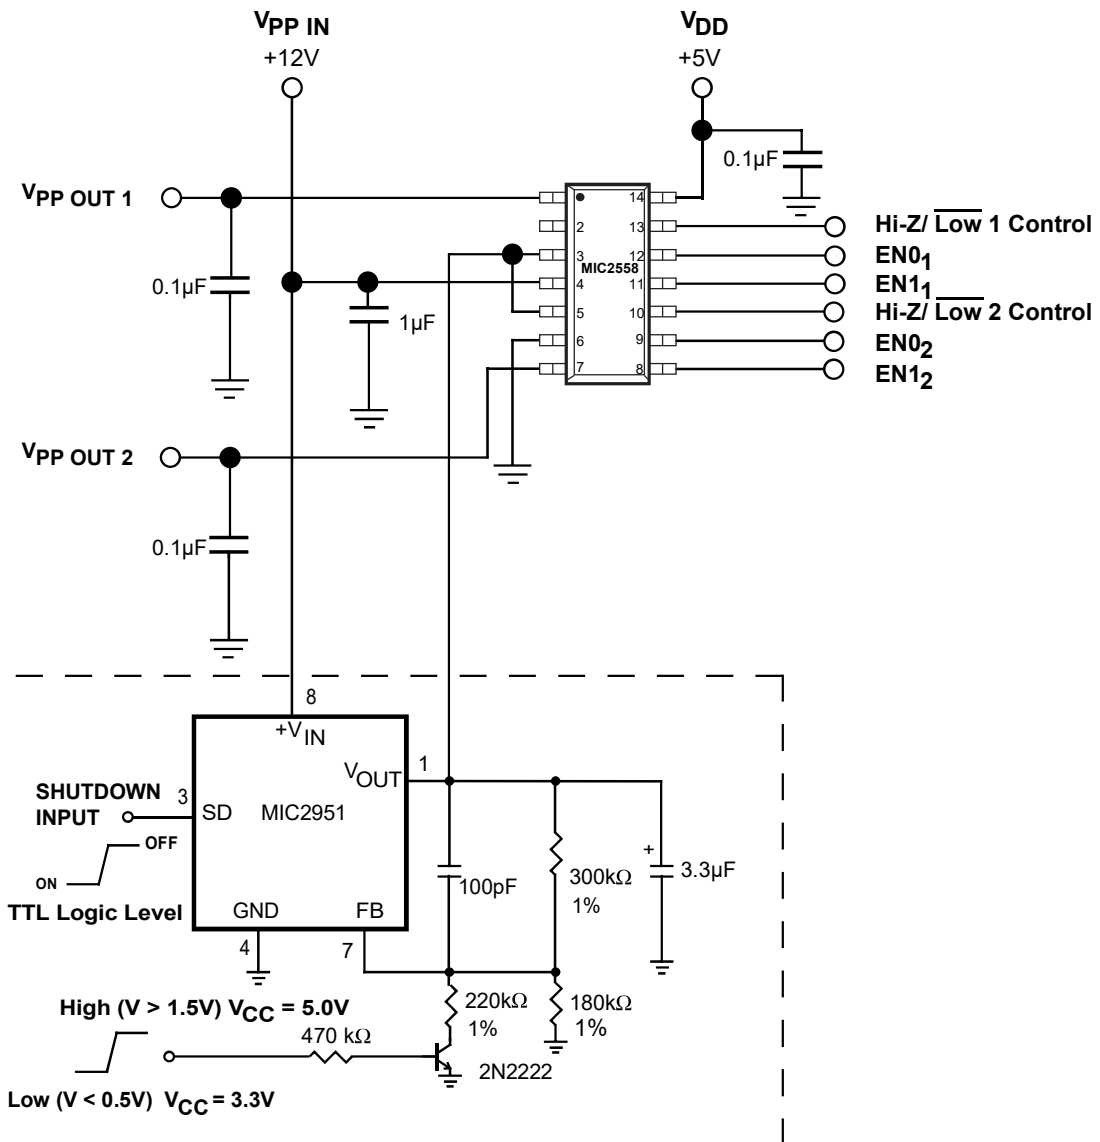 VPP IN
+12V
VDD
+5V
0.1µF
VPP OUT 1
14
2
13
Hi-Z/ Low 1 Control
3
12
EN01
MIC2558
4
11
EN11
0.1µF
1µF
5
10
Hi-Z/ Low 2 Control
6
9
EN02
7
8
EN12
VPP OUT 2
0.1µF
8
+VIN
VOUT
1
SHUTDOWN
INPUT
3
SD
MIC2951
OFF
ON
TTL Logic Level
GND
FB
4
7
100pF
300kΩ
1%
+
3.3µF
High (V > 1.5V) VCC = 5.0V
220kΩ
1%
180kΩ
1%
470 kΩ
2N2222
Low (V < 0.5V) VCC = 3.3V